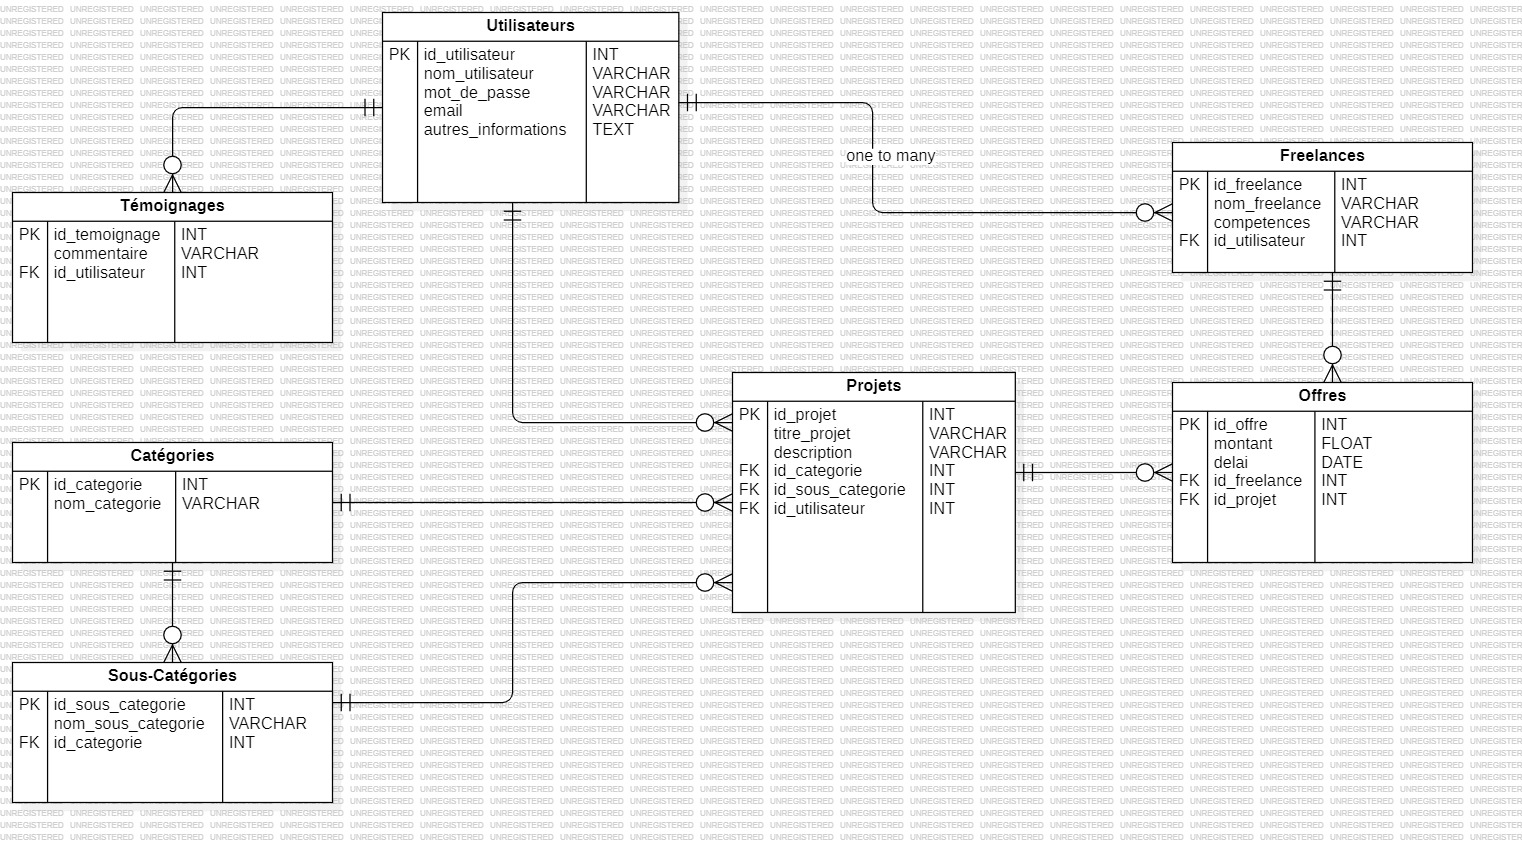 Utilisateurs
PK id_utilisateur INT
nom_utilisateur VARCHAR
mot_de_passe VARCHAR
email VARCHAR
autres_informations TEXT
one to many
Freelances
PK id_freelance INT
nom_freelance VARCHAR
competences VARCHAR
FK id_utilisateur INT
Témoignages
PK id_temoignage INT
commentaire VARCHAR
FK id_utilisateur INT
Projets
PK id_projet INT
titre_projet VARCHAR
description VARCHAR
FK id_categorie INT
FK id_sous_categorie INT
FK id_utilisateur INT
Offres
PK id_offre INT
montant FLOAT
delai DATE
FK id_freelance INT
FK id_projet INT
Catégories
PK id_categorie INT
nom_categorie VARCHAR
Sous-Catégories
PK id_sous_categorie INT
nom_sous_categorie VARCHAR
FK id_categorie INT
UNREGISTERED